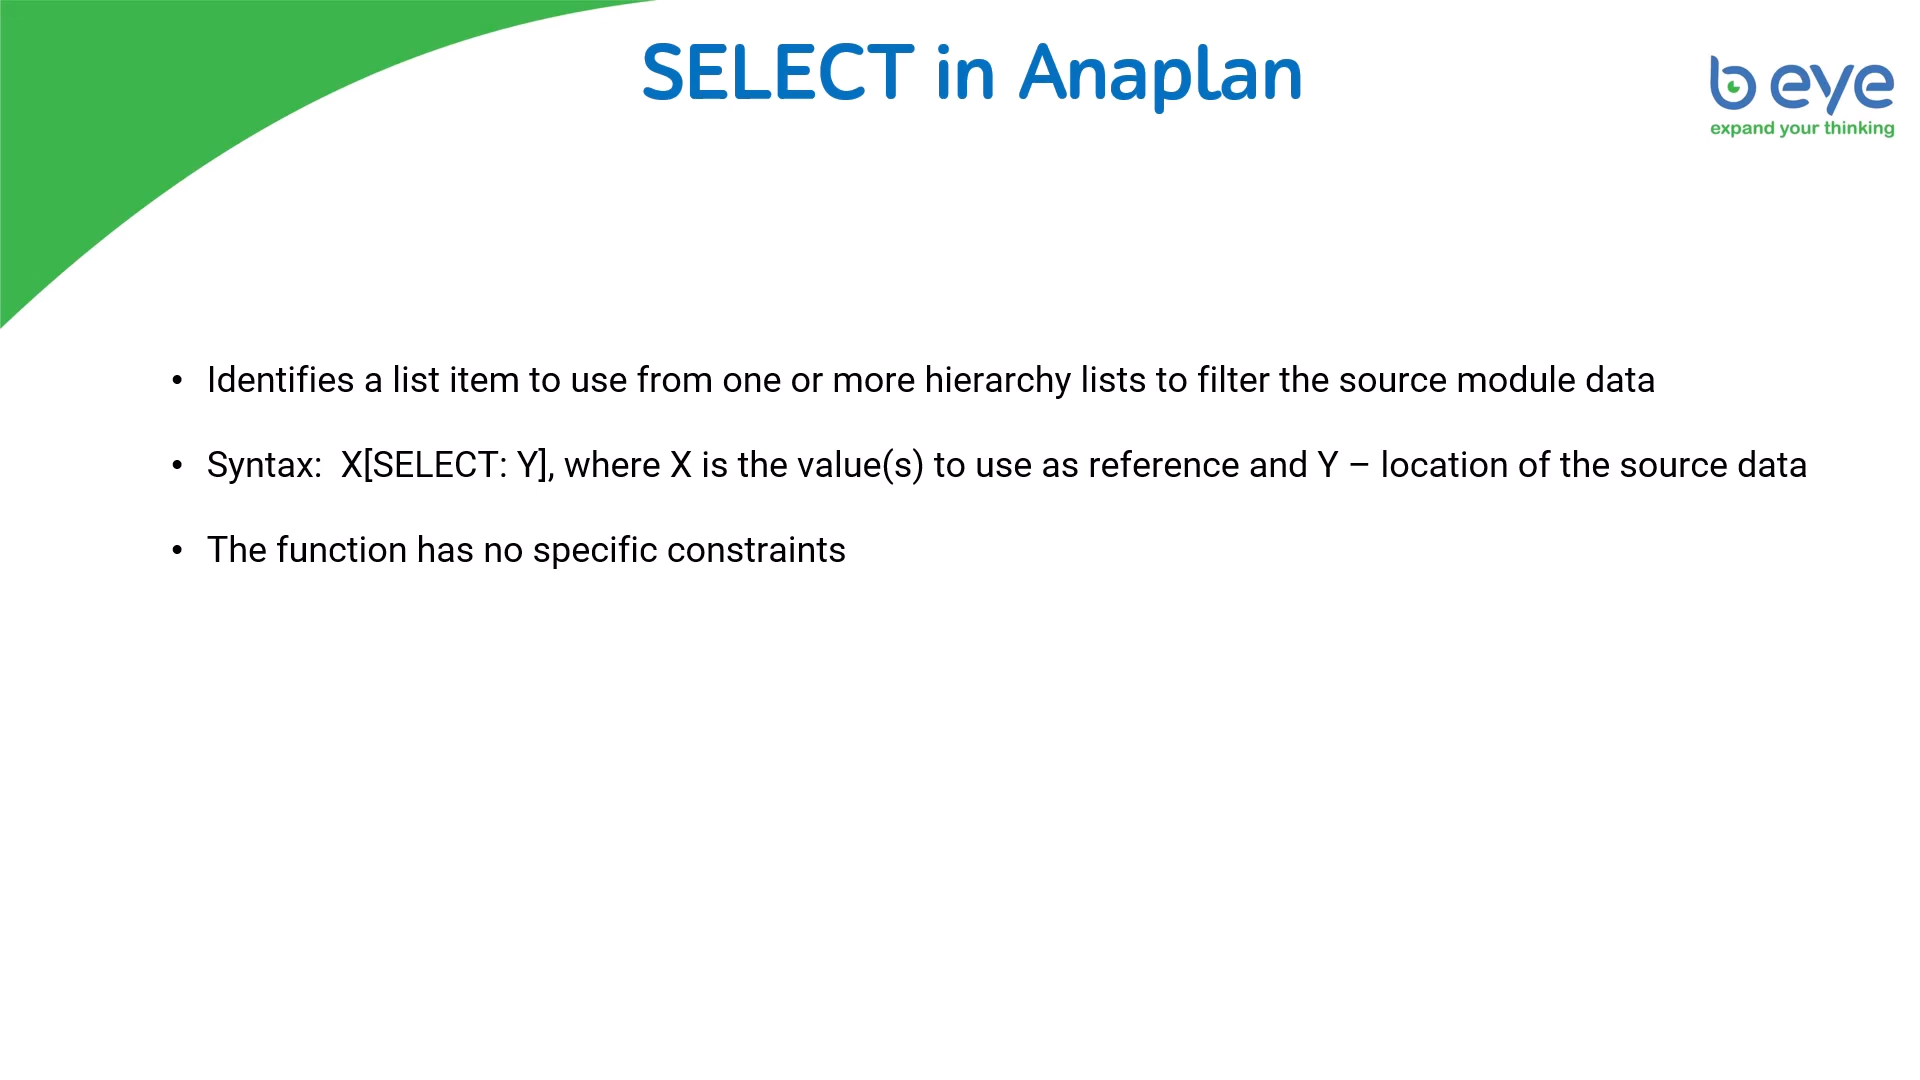 SELECT in Anaplan
b eye
expand your thinking
• Identifies a list item to use from one or more hierarchy lists to filter the source module data
• Syntax:  X[SELECT: Y], where X is the value(s) to use as reference and Y – location of the source data
• The function has no specific constraints